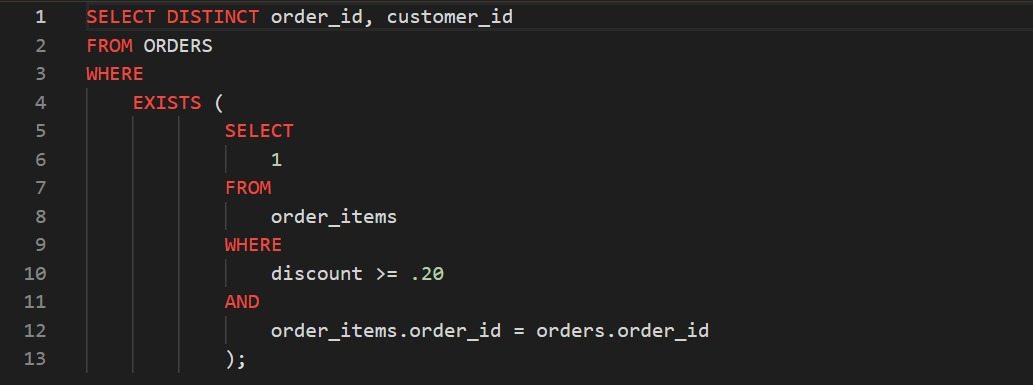 1 SELECT DISTINCT order_id, customer_id
2 FROM ORDERS
3 WHERE
4 EXISTS (
5 SELECT
6 1
7 FROM
8 order_items
9 WHERE
10 discount >= .20
11 AND
12 order_items.order_id = orders.order_id
13 );